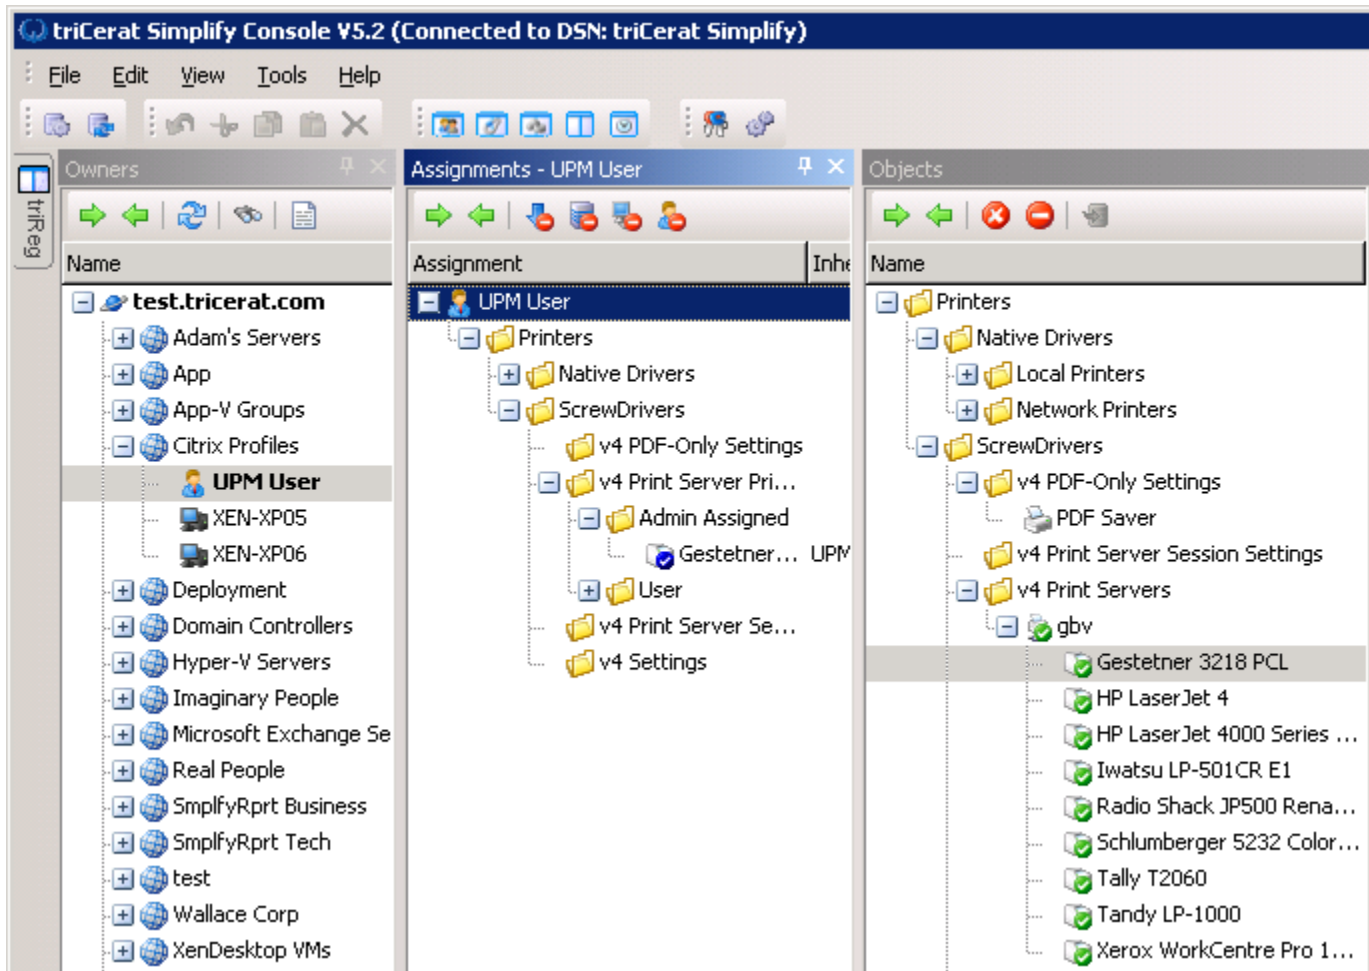 triCerat Simplify Console V5.2 (Connected to DSN: triCerat Simplify)
File Edit View Tools Help
triReg
Owners
Name
test.tricerat.com
Adam's Servers
App
App-V Groups
Citrix Profiles
UPM User
XEN-XP05
XEN-XP06
Deployment
Domain Controllers
Hyper-V Servers
Imaginary People
Microsoft Exchange Se
Real People
SmplfyRprt Business
SmplfyRprt Tech
test
Wallace Corp
XenDesktop VMs
Assignments - UPM User
Assignment Inhe
UPM User
Printers
Native Drivers
ScrewDrivers
v4 PDF-Only Settings
v4 Print Server Pri...
Admin Assigned
Gestetner... UPM
User
v4 Print Server Se...
v4 Settings
Objects
Name
Printers
Native Drivers
Local Printers
Network Printers
ScrewDrivers
v4 PDF-Only Settings
PDF Saver
v4 Print Server Session Settings
v4 Print Servers
gbv
Gestetner 3218 PCL
HP LaserJet 4
HP LaserJet 4000 Series ...
Iwatsu LP-501CR E1
Radio Shack JP500 Rena...
Schlumberger 5232 Color...
Tally T2060
Tandy LP-1000
Xerox WorkCentre Pro 1...